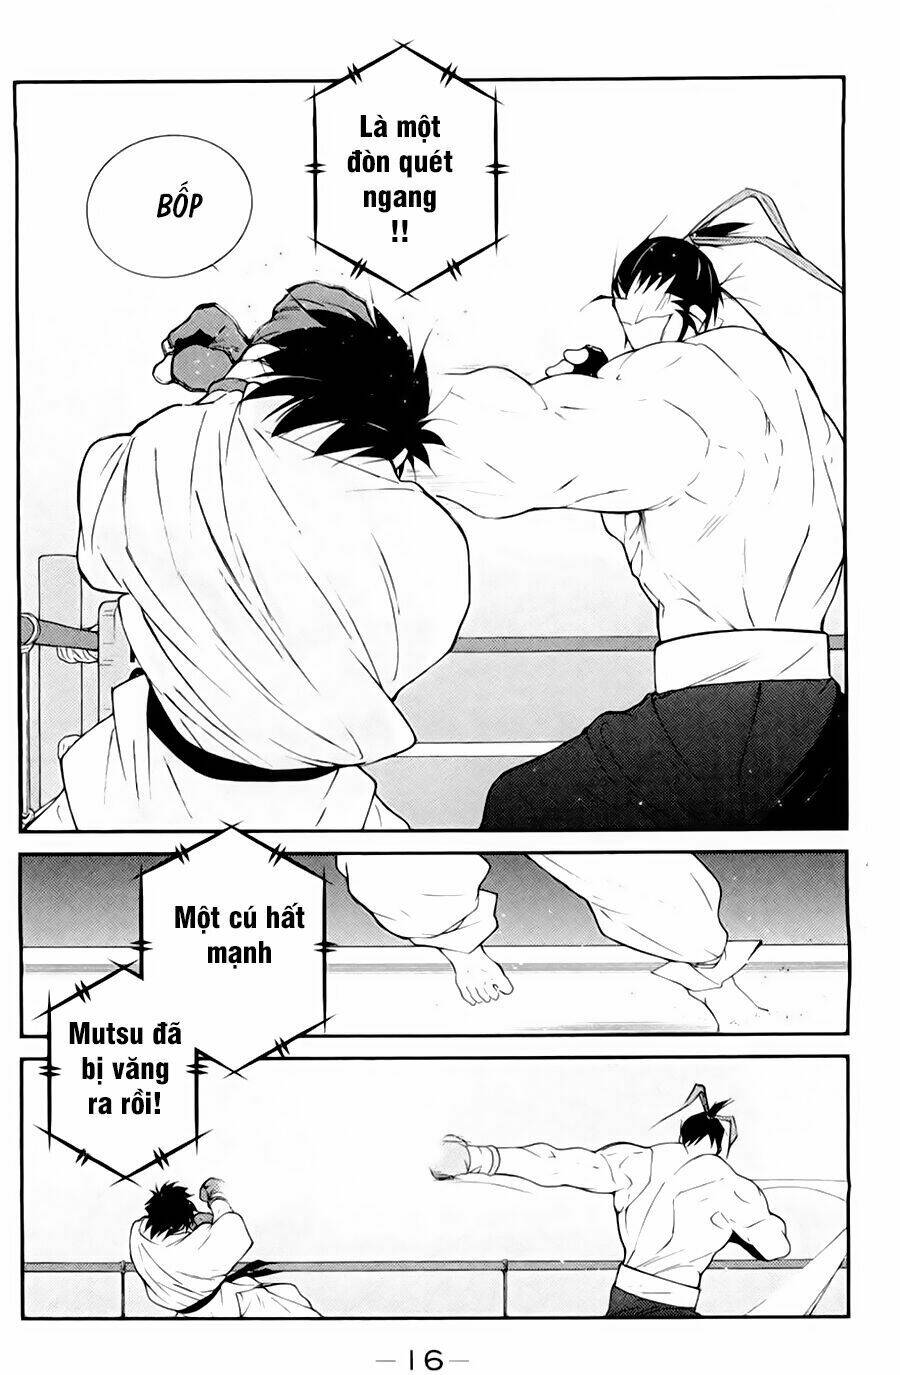 Là một
đòn quét
ngang
!!
BỐP
Một cú hất
mạnh
Mutsu đã
bị văng
ra rồi!
—16—